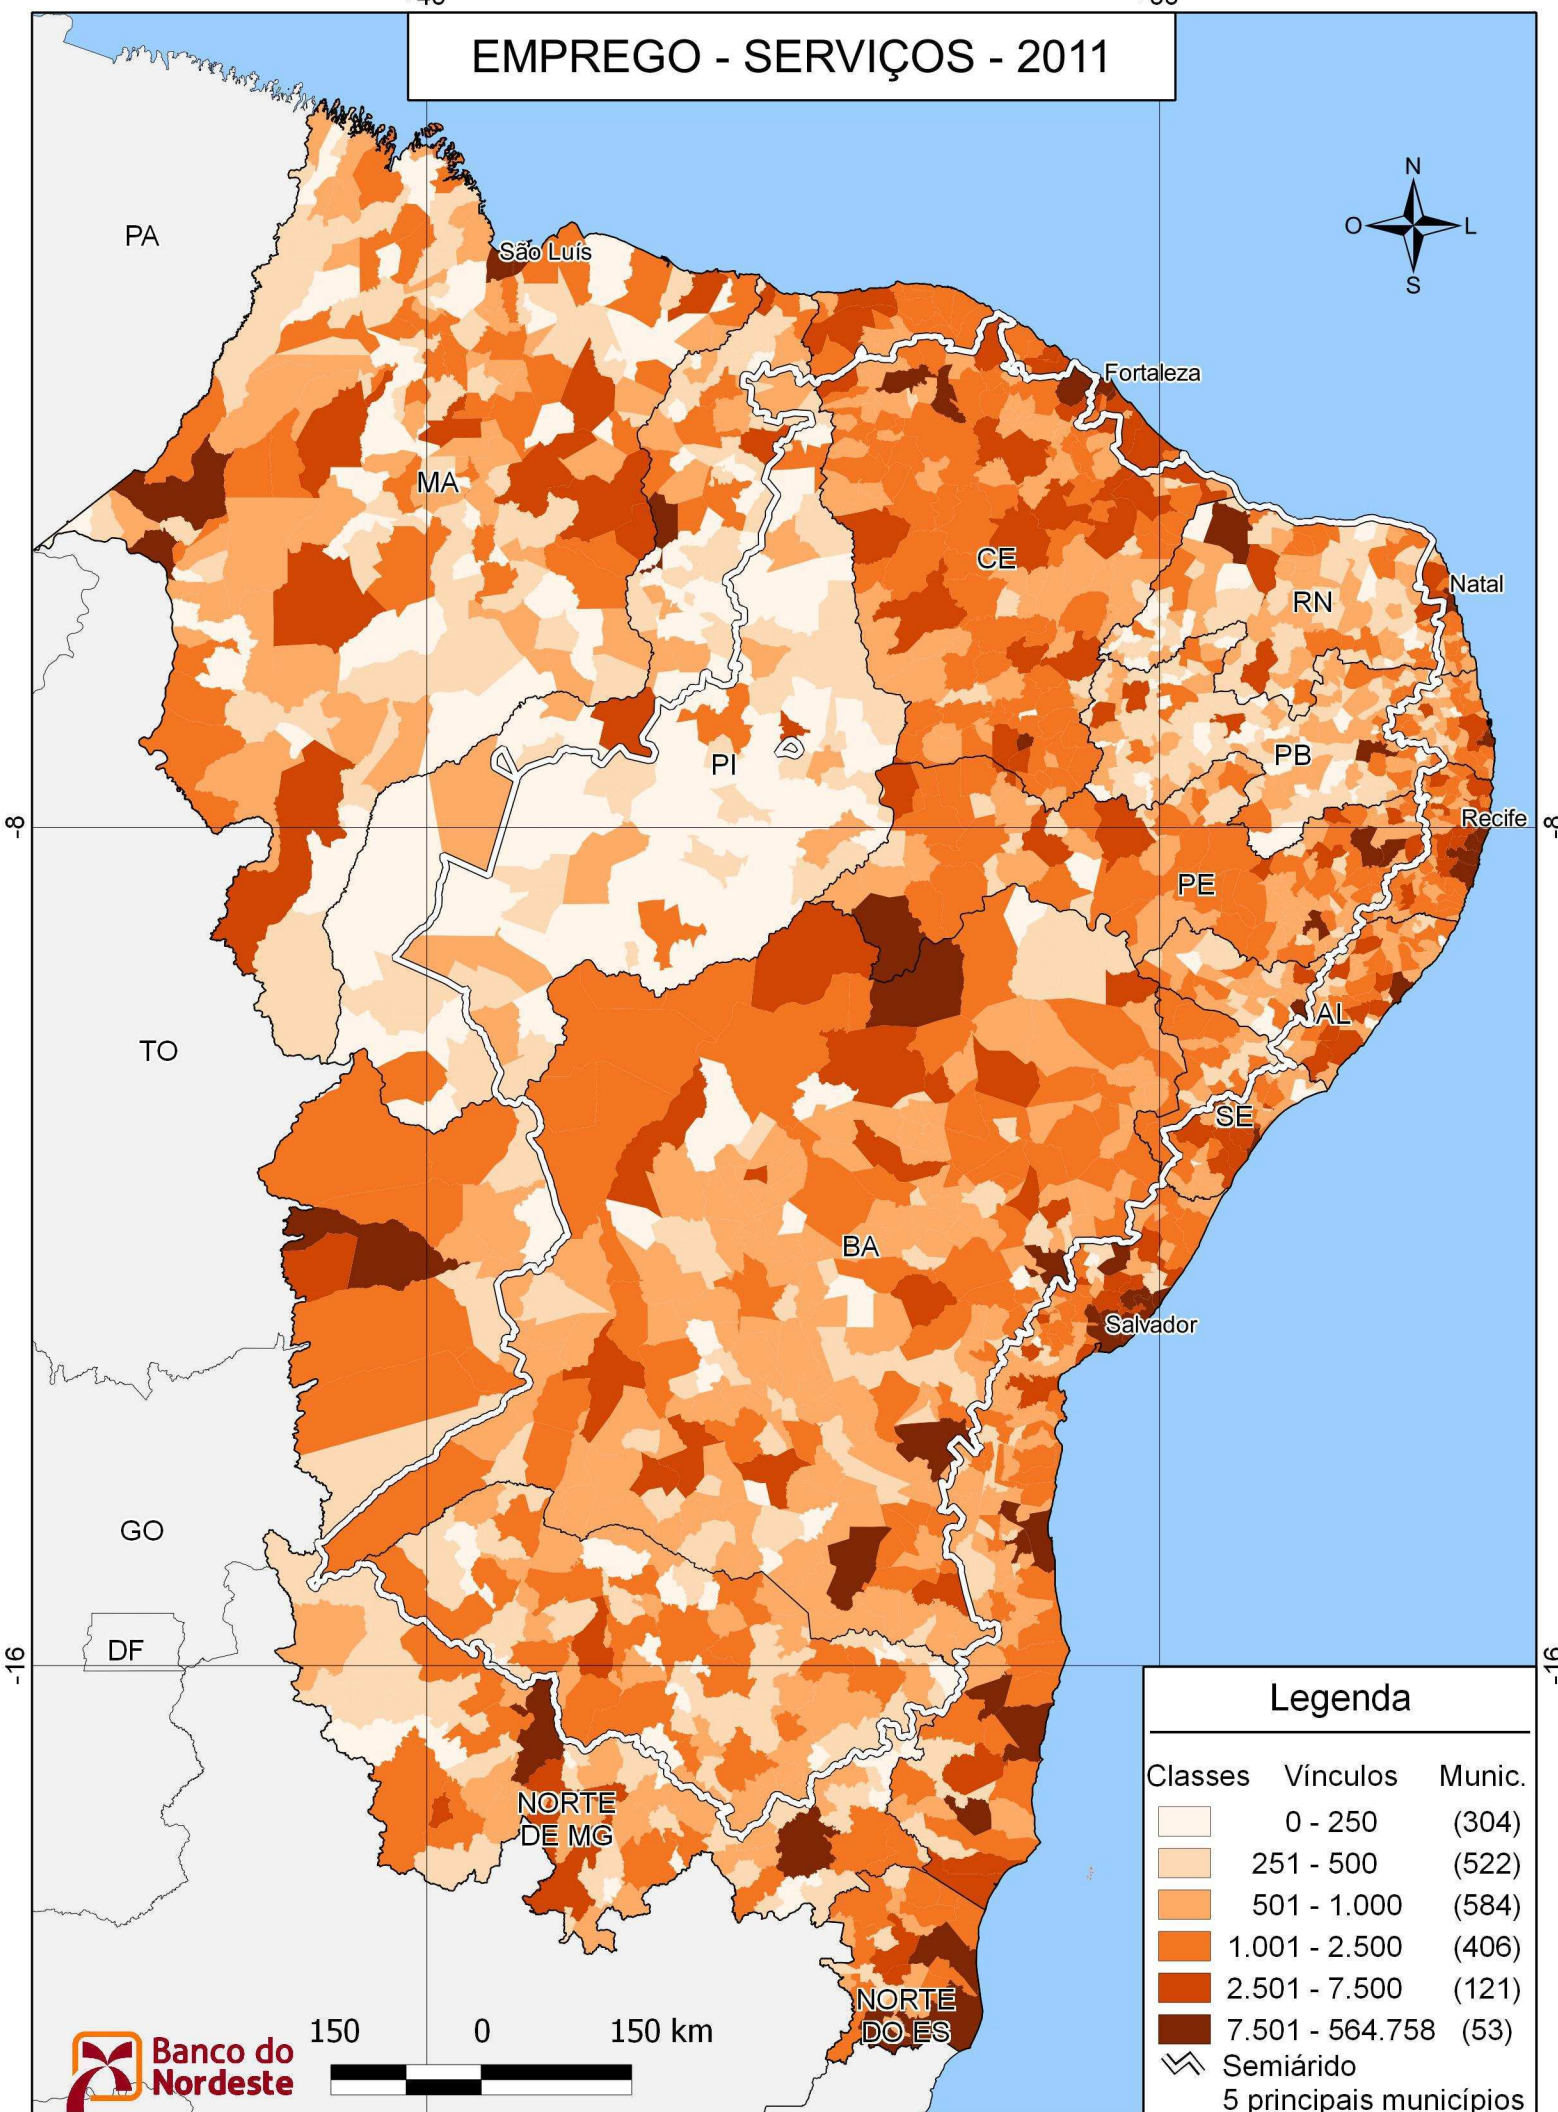 EMPREGO - SERVIÇOS - 2011
N
O
L
S
PA
São Luís
Fortaleza
MA
CE
Natal
RN
PI
PB
-8
-8
Recife
PE
TO
AL
SE
BA
Salvador
GO
DF
-16
-16
NORTE
DE MG
NORTE
DO ES
Legenda
Classes Vínculos Munic.
0 - 250 (304)
251 - 500 (522)
501 - 1.000 (584)
1.001 - 2.500 (406)
2.501 - 7.500 (121)
7.501 - 564.758 (53)
Semiárido
5 principais municípios
150 0 150 km
Banco do
Nordeste